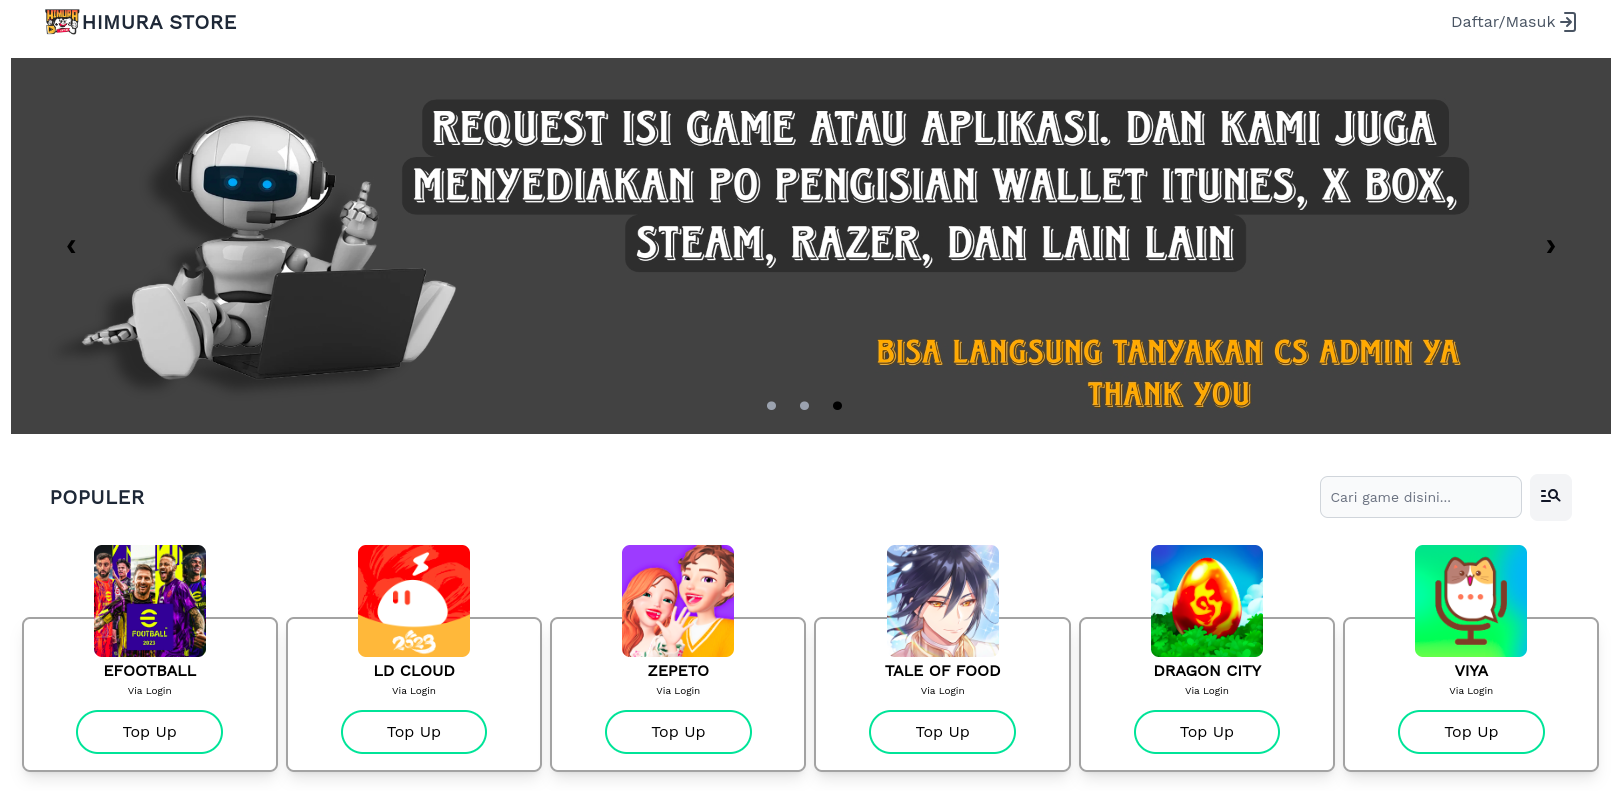 HIMURA STORE
Daftar/Masuk
REQUEST ISI GAME ATAU APLIKASI. DAN KAMI JUGA
MENYEDIAKAN PO PENGISIAN WALLET ITUNES, X BOX,
STEAM, RAZER, DAN LAIN LAIN
BISA LANGSUNG TANYAKAN CS ADMIN YA
THANK YOU
POPULER
Cari game disini...
FOOTBALL
2023
2023
EFOOTBALL
Via Login
Top Up
LD CLOUD
Via Login
Top Up
ZEPETO
Via Login
Top Up
TALE OF FOOD
Via Login
Top Up
DRAGON CITY
Via Login
Top Up
VIYA
Via Login
Top Up